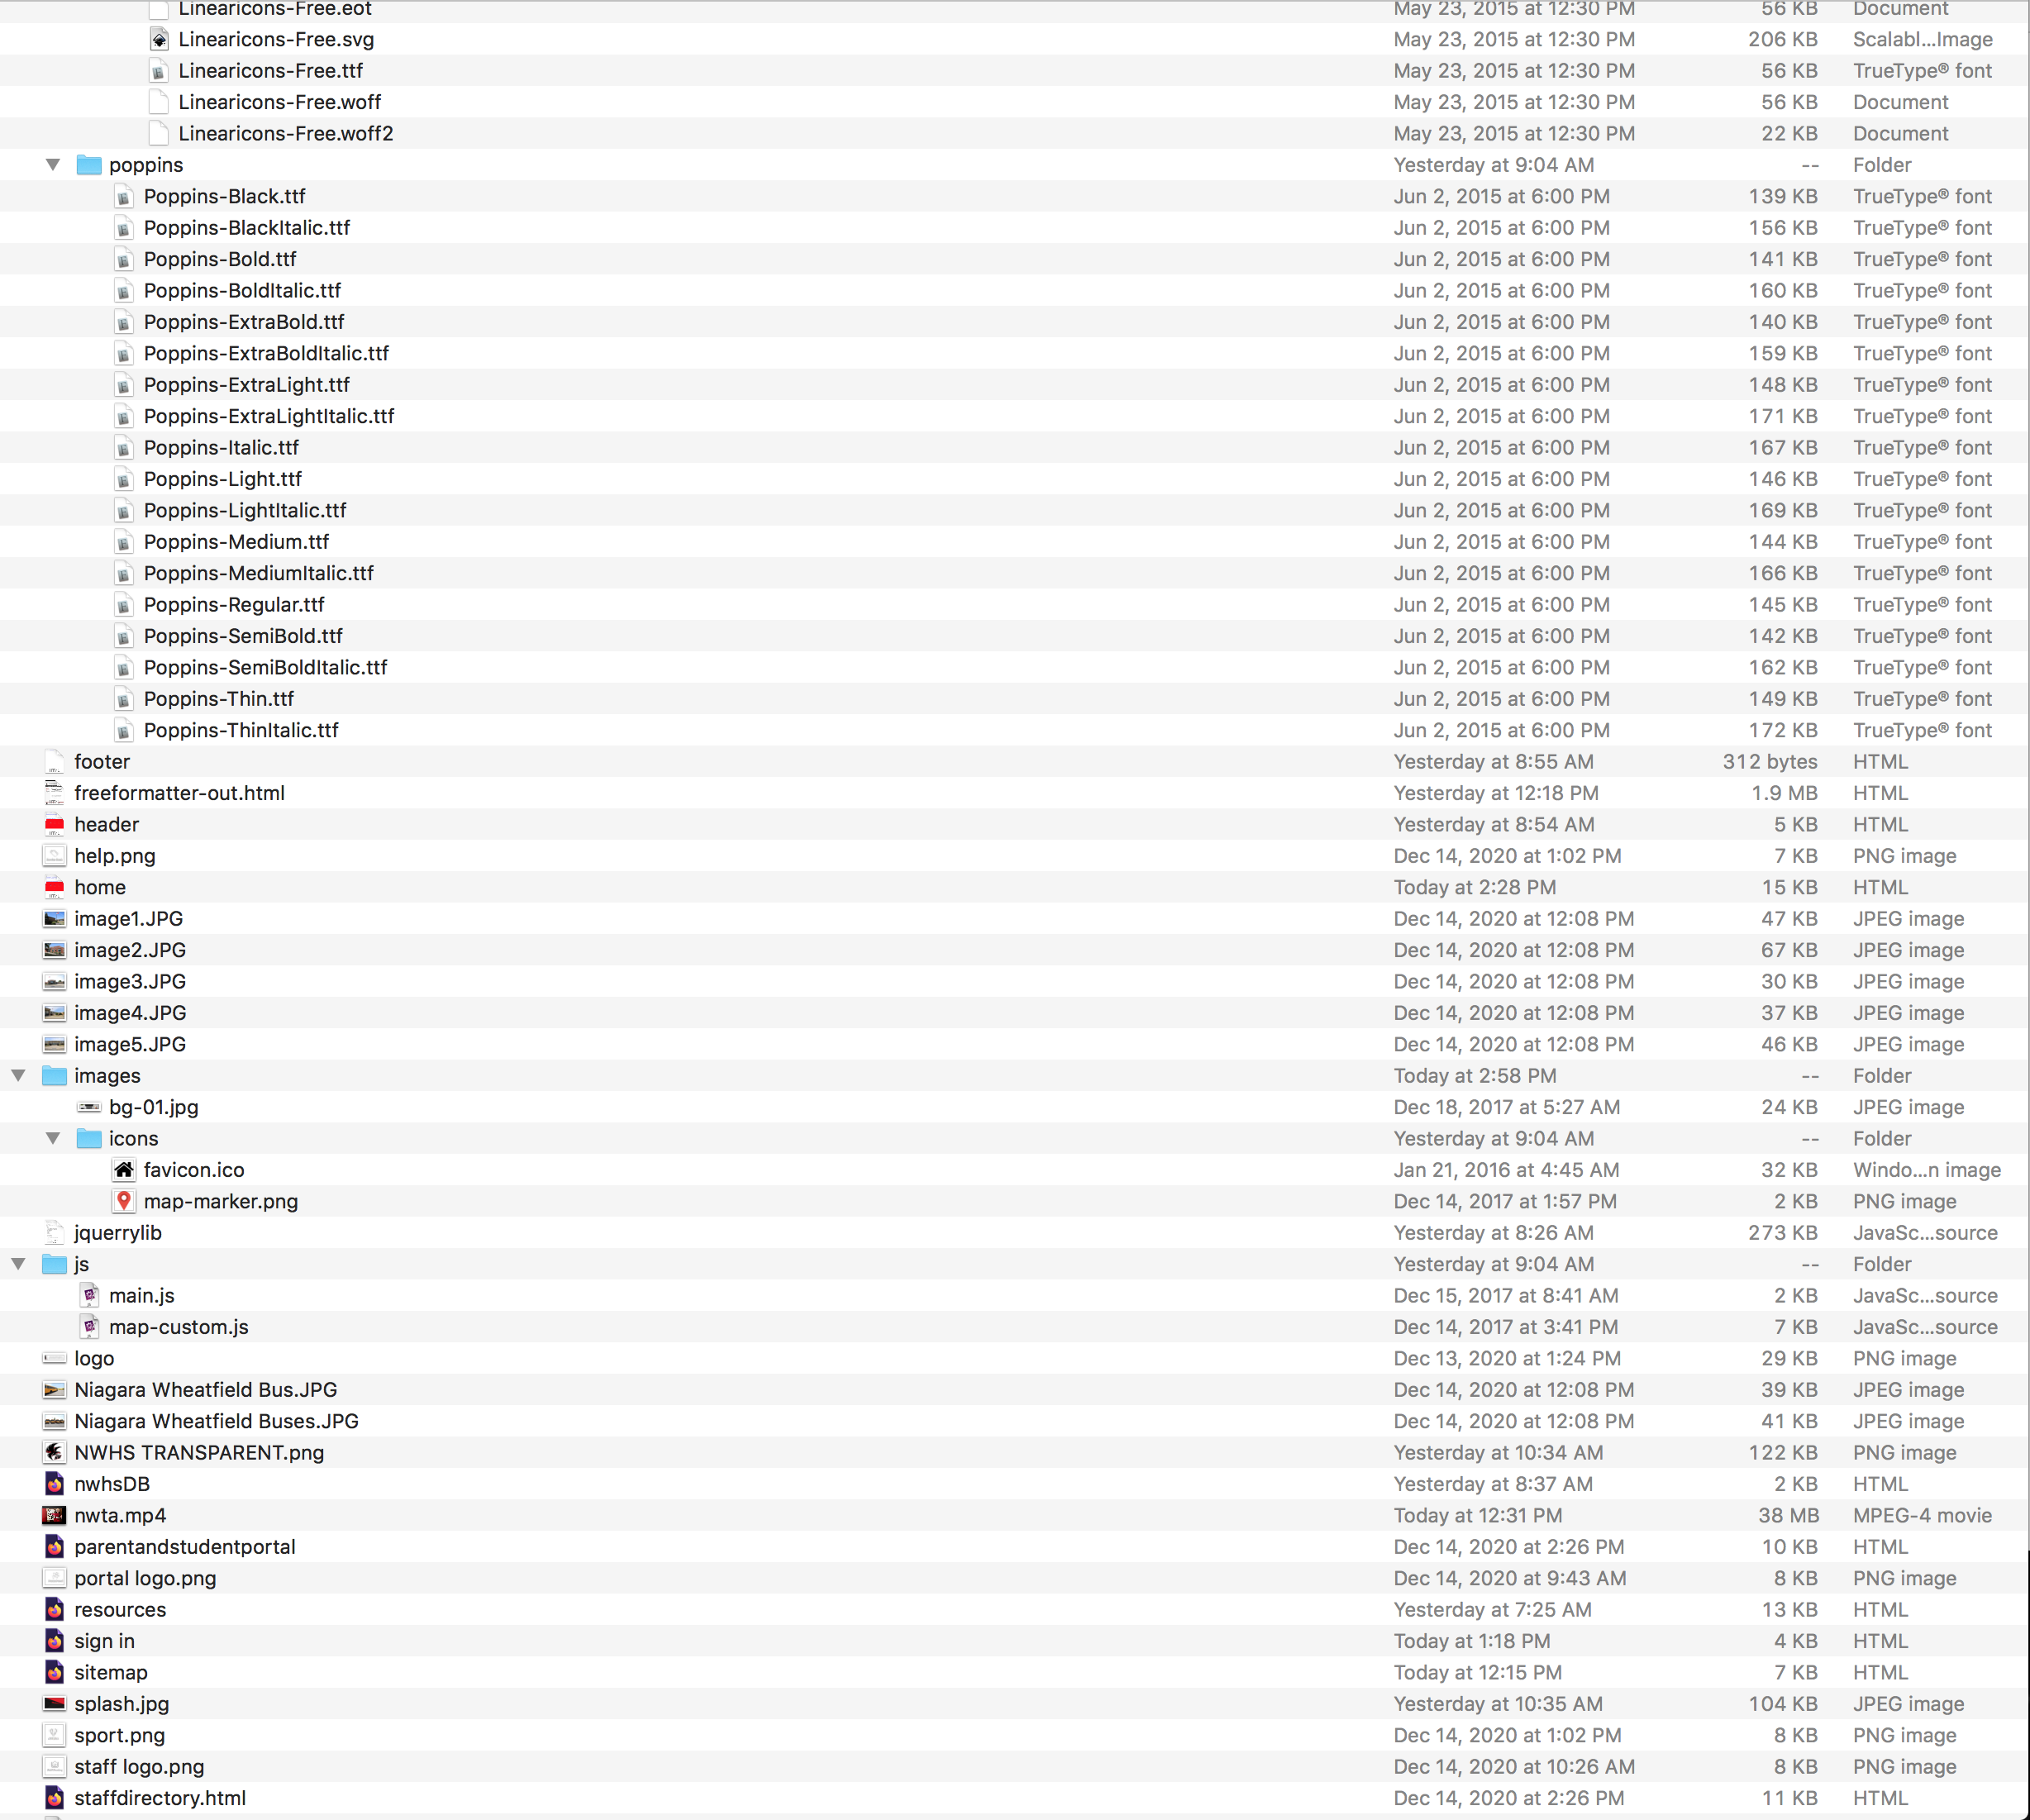 Linearicons-Free.eot May 23, 2015 at 12:30 PM 56 KB Document
Linearicons-Free.svg May 23, 2015 at 12:30 PM 206 KB Scalabl...Image
Linearicons-Free.ttf May 23, 2015 at 12:30 PM 56 KB TrueType® font
Linearicons-Free.woff May 23, 2015 at 12:30 PM 56 KB Document
Linearicons-Free.woff2 May 23, 2015 at 12:30 PM 22 KB Document
poppins Yesterday at 9:04 AM -- Folder
Poppins-Black.ttf Jun 2, 2015 at 6:00 PM 139 KB TrueType® font
Poppins-BlackItalic.ttf Jun 2, 2015 at 6:00 PM 156 KB TrueType® font
Poppins-Bold.ttf Jun 2, 2015 at 6:00 PM 141 KB TrueType® font
Poppins-BoldItalic.ttf Jun 2, 2015 at 6:00 PM 160 KB TrueType® font
Poppins-ExtraBold.ttf Jun 2, 2015 at 6:00 PM 140 KB TrueType® font
Poppins-ExtraBoldItalic.ttf Jun 2, 2015 at 6:00 PM 159 KB TrueType® font
Poppins-ExtraLight.ttf Jun 2, 2015 at 6:00 PM 148 KB TrueType® font
Poppins-ExtraLightItalic.ttf Jun 2, 2015 at 6:00 PM 171 KB TrueType® font
Poppins-Italic.ttf Jun 2, 2015 at 6:00 PM 167 KB TrueType® font
Poppins-Light.ttf Jun 2, 2015 at 6:00 PM 146 KB TrueType® font
Poppins-LightItalic.ttf Jun 2, 2015 at 6:00 PM 169 KB TrueType® font
Poppins-Medium.ttf Jun 2, 2015 at 6:00 PM 144 KB TrueType® font
Poppins-MediumItalic.ttf Jun 2, 2015 at 6:00 PM 166 KB TrueType® font
Poppins-Regular.ttf Jun 2, 2015 at 6:00 PM 145 KB TrueType® font
Poppins-SemiBold.ttf Jun 2, 2015 at 6:00 PM 142 KB TrueType® font
Poppins-SemiBoldItalic.ttf Jun 2, 2015 at 6:00 PM 162 KB TrueType® font
Poppins-Thin.ttf Jun 2, 2015 at 6:00 PM 149 KB TrueType® font
Poppins-ThinItalic.ttf Jun 2, 2015 at 6:00 PM 172 KB TrueType® font
footer Yesterday at 8:55 AM 312 bytes HTML
freeformatter-out.html Yesterday at 12:18 PM 1.9 MB HTML
header Yesterday at 8:54 AM 5 KB HTML
help.png Dec 14, 2020 at 1:02 PM 7 KB PNG image
home Today at 2:28 PM 15 KB HTML
image1.JPG Dec 14, 2020 at 12:08 PM 47 KB JPEG image
image2.JPG Dec 14, 2020 at 12:08 PM 67 KB JPEG image
image3.JPG Dec 14, 2020 at 12:08 PM 30 KB JPEG image
image4.JPG Dec 14, 2020 at 12:08 PM 37 KB JPEG image
image5.JPG Dec 14, 2020 at 12:08 PM 46 KB JPEG image
images Today at 2:58 PM -- Folder
bg-01.jpg Dec 18, 2017 at 5:27 AM 24 KB JPEG image
icons Yesterday at 9:04 AM -- Folder
favicon.ico Jan 21, 2016 at 4:45 AM 32 KB Windo...n image
map-marker.png Dec 14, 2017 at 1:57 PM 2 KB PNG image
jquerrylib Yesterday at 8:26 AM 273 KB JavaSc...source
js Yesterday at 9:04 AM -- Folder
main.js Dec 15, 2017 at 8:41 AM 2 KB JavaSc...source
map-custom.js Dec 14, 2017 at 3:41 PM 7 KB JavaSc...source
logo Dec 13, 2020 at 1:24 PM 29 KB PNG image
Niagara Wheatfield Bus.JPG Dec 14, 2020 at 12:08 PM 39 KB JPEG image
Niagara Wheatfield Buses.JPG Dec 14, 2020 at 12:08 PM 41 KB JPEG image
NWHS TRANSPARENT.png Yesterday at 10:34 AM 122 KB PNG image
nwhsDB Yesterday at 8:37 AM 2 KB HTML
nwta.mp4 Today at 12:31 PM 38 MB MPEG-4 movie
parentandstudentportal Dec 14, 2020 at 2:26 PM 10 KB HTML
portal logo.png Dec 14, 2020 at 9:43 AM 8 KB PNG image
resources Yesterday at 7:25 AM 13 KB HTML
sign in Today at 1:18 PM 4 KB HTML
sitemap Today at 12:15 PM 7 KB HTML
splash.jpg Yesterday at 10:35 AM 104 KB JPEG image
sport.png Dec 14, 2020 at 1:02 PM 8 KB PNG image
staff logo.png Dec 14, 2020 at 10:26 AM 8 KB PNG image
staffdirectory.html Dec 14, 2020 at 2:26 PM 11 KB HTML